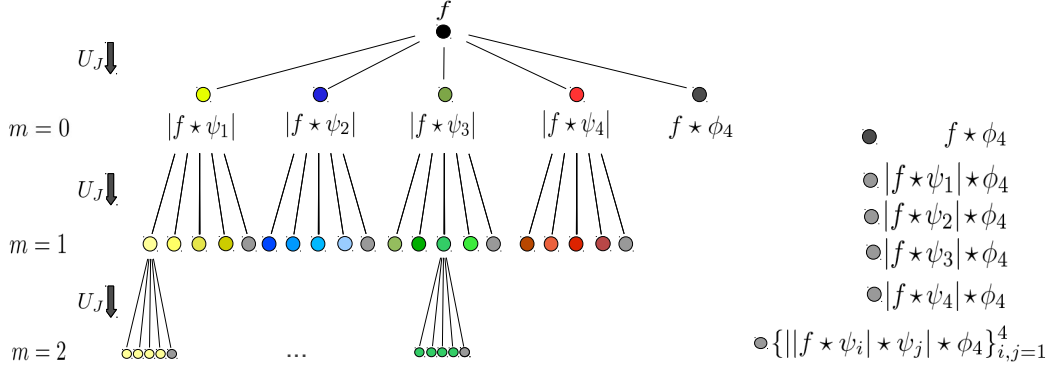 f
U_J
m = 0
|f ⋆ ψ_1| |f ⋆ ψ_2| |f ⋆ ψ_3| |f ⋆ ψ_4| f ⋆ ϕ_4
U_J
m = 1
U_J
m = 2
...
f ⋆ ϕ_4
|f ⋆ ψ_1| ⋆ ϕ_4
|f ⋆ ψ_2| ⋆ ϕ_4
|f ⋆ ψ_3| ⋆ ϕ_4
|f ⋆ ψ_4| ⋆ ϕ_4
{||f ⋆ ψ_i| ⋆ ψ_j| ⋆ ϕ_4}^4_{i,j=1}